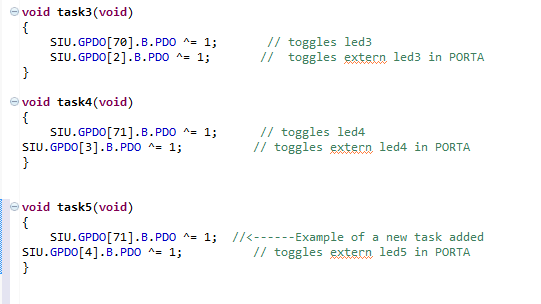 void task3(void)
{
    SIU.GPDO[70].B.PDO ^= 1;       // toggles led3
    SIU.GPDO[2].B.PDO ^= 1;       //  toggles extern led3 in PORTA
}
void task4(void)
{
    SIU.GPDO[71].B.PDO ^= 1;      // toggles led4
SIU.GPDO[3].B.PDO ^= 1;          // toggles extern led4 in PORTA
}
void task5(void)
{
    SIU.GPDO[71].B.PDO ^= 1;  //<------Example of a new task added
SIU.GPDO[4].B.PDO ^= 1;          // toggles extern led5 in PORTA
}